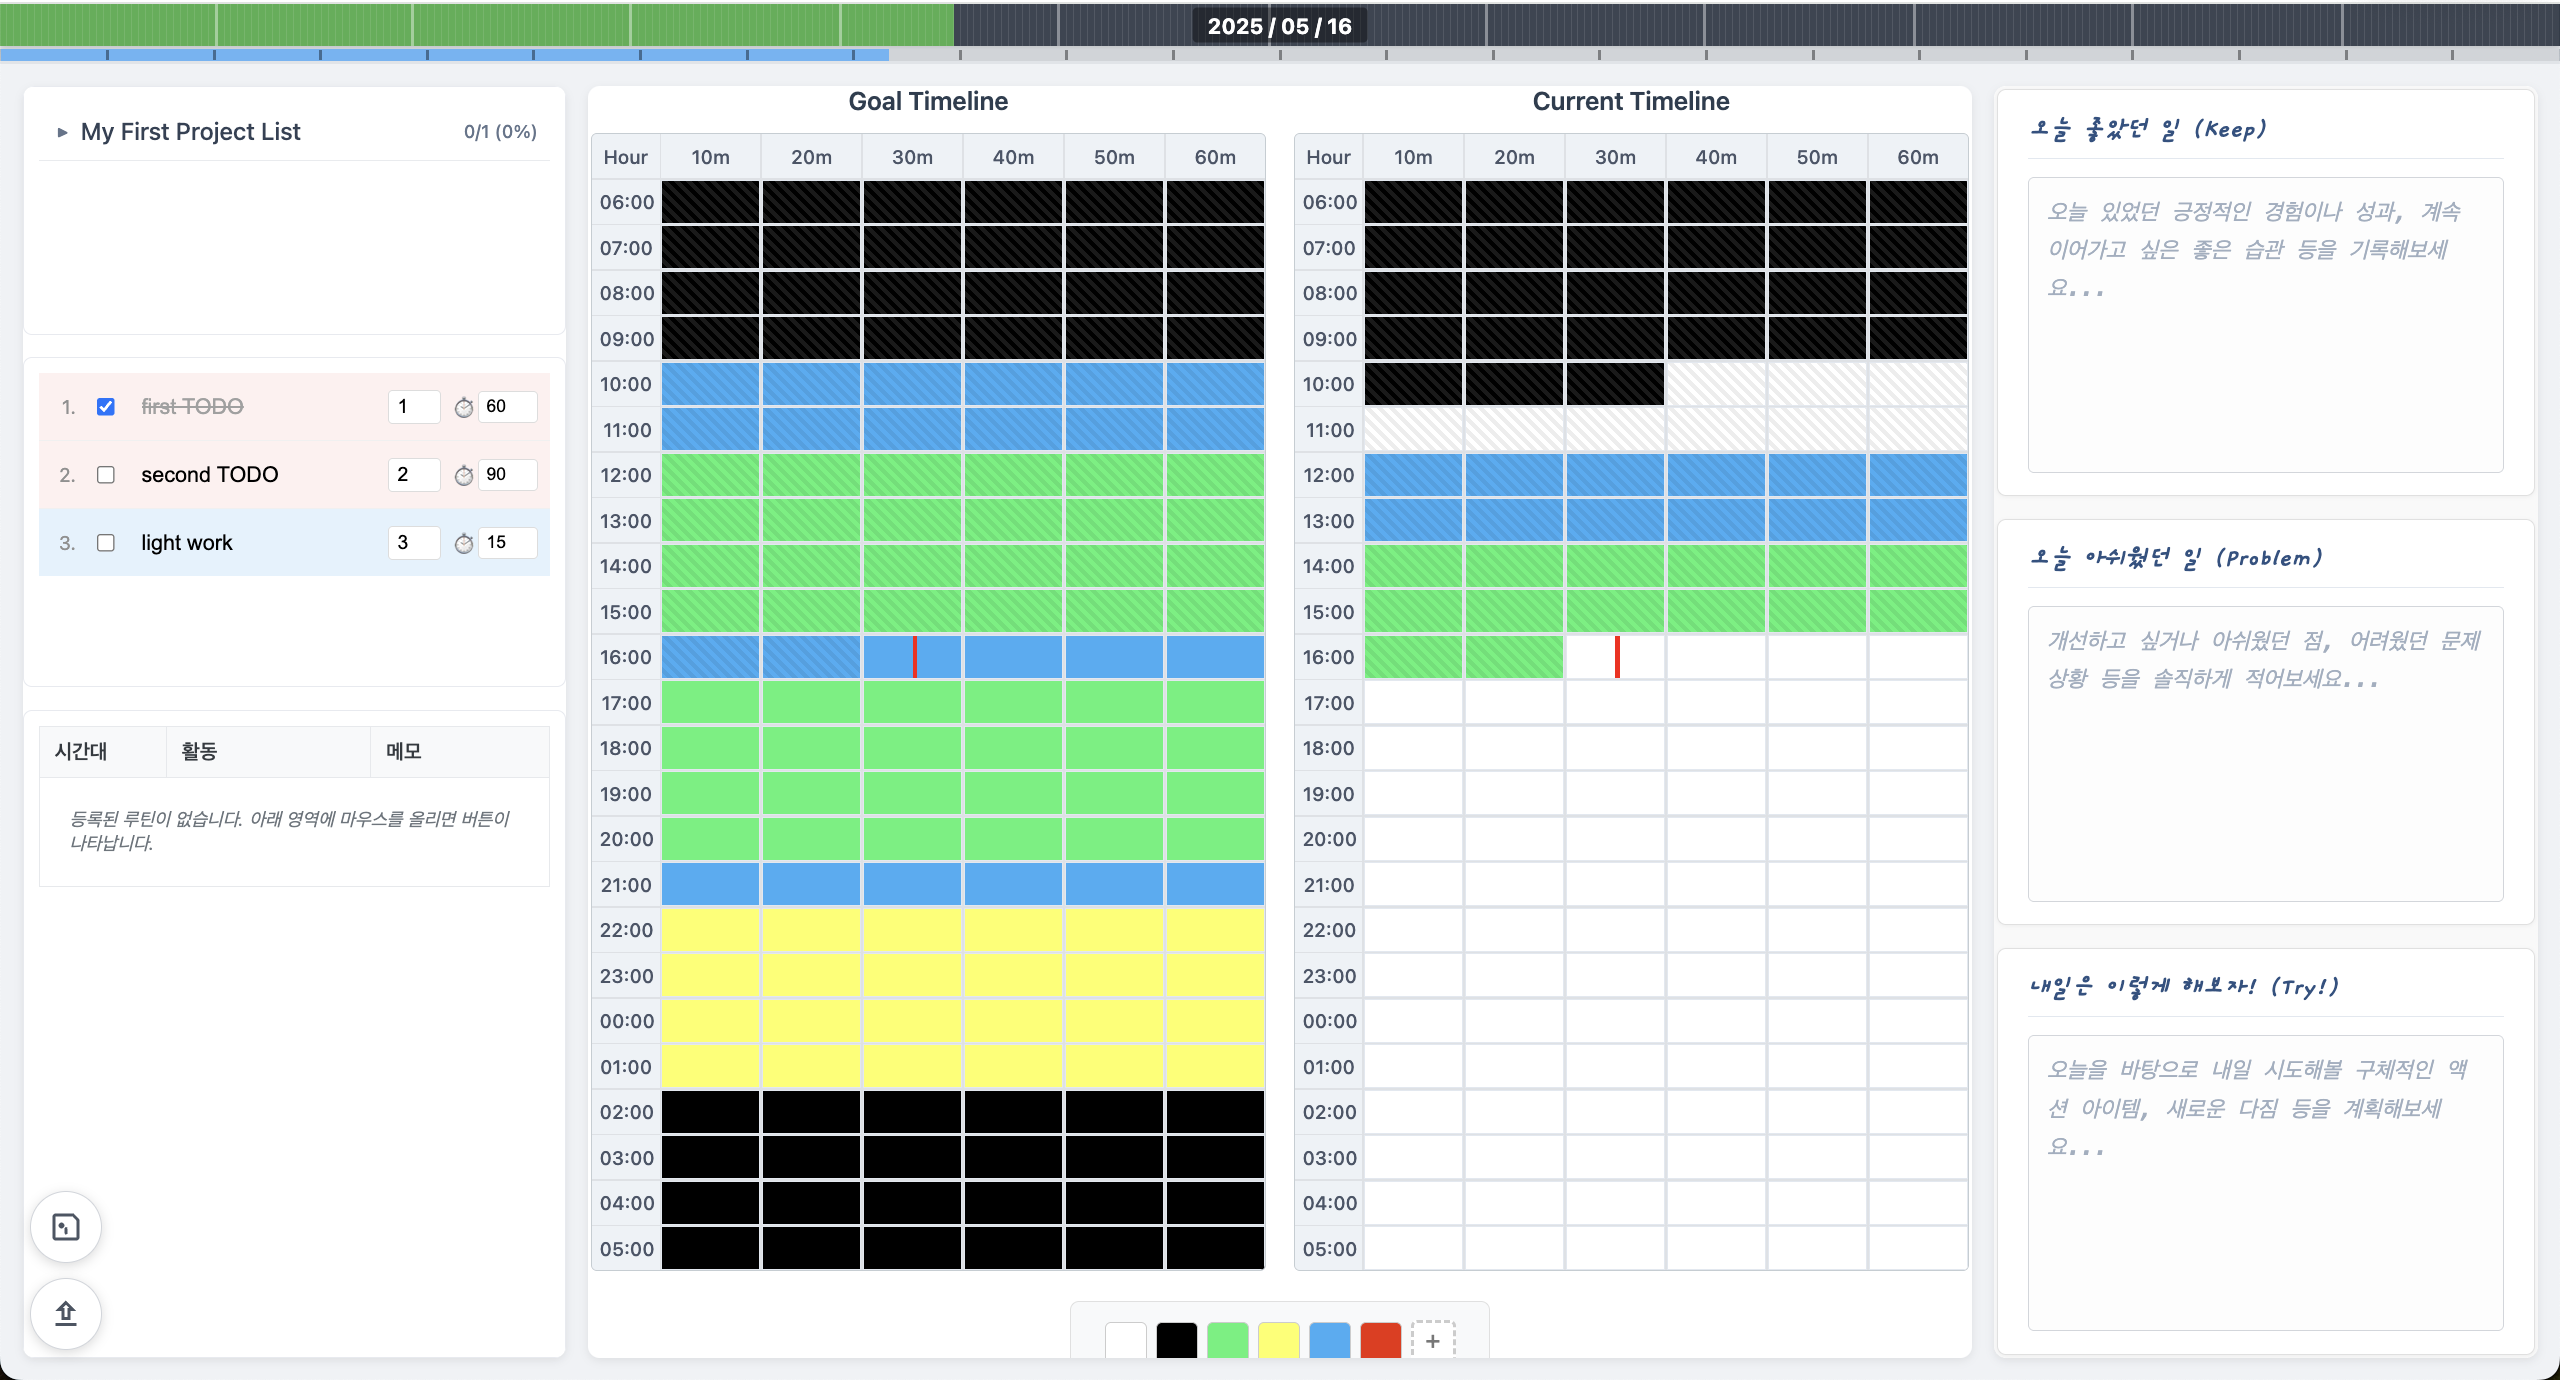 2025 / 05 / 16
▸ My First Project List 0/1 (0%)
1. first TODO 1 ⏱ 60
2. second TODO 2 ⏱ 90
3. light work 3 ⏱ 15
시간대 활동 메모
등록된 루틴이 없습니다. 아래 영역에 마우스를 올리면 버튼이
나타납니다.
Goal Timeline
Hour 10m 20m 30m 40m 50m 60m
06:00
07:00
08:00
09:00
10:00
11:00
12:00
13:00
14:00
15:00
16:00
17:00
18:00
19:00
20:00
21:00
22:00
23:00
00:00
01:00
02:00
03:00
04:00
05:00
Current Timeline
Hour 10m 20m 30m 40m 50m 60m
06:00
07:00
08:00
09:00
10:00
11:00
12:00
13:00
14:00
15:00
16:00
17:00
18:00
19:00
20:00
21:00
22:00
23:00
00:00
01:00
02:00
03:00
04:00
05:00
+
오늘 좋았던 일 (Keep)
오늘 있었던 긍정적인 경험이나 성과, 계속
이어가고 싶은 좋은 습관 등을 기록해보세
요...
오늘 아쉬웠던 일 (Problem)
개선하고 싶거나 아쉬웠던 점, 어려웠던 문제
상황 등을 솔직하게 적어보세요...
내일은 이렇게 해보자! (Try!)
오늘을 바탕으로 내일 시도해볼 구체적인 액
션 아이템, 새로운 다짐 등을 계획해보세
요...